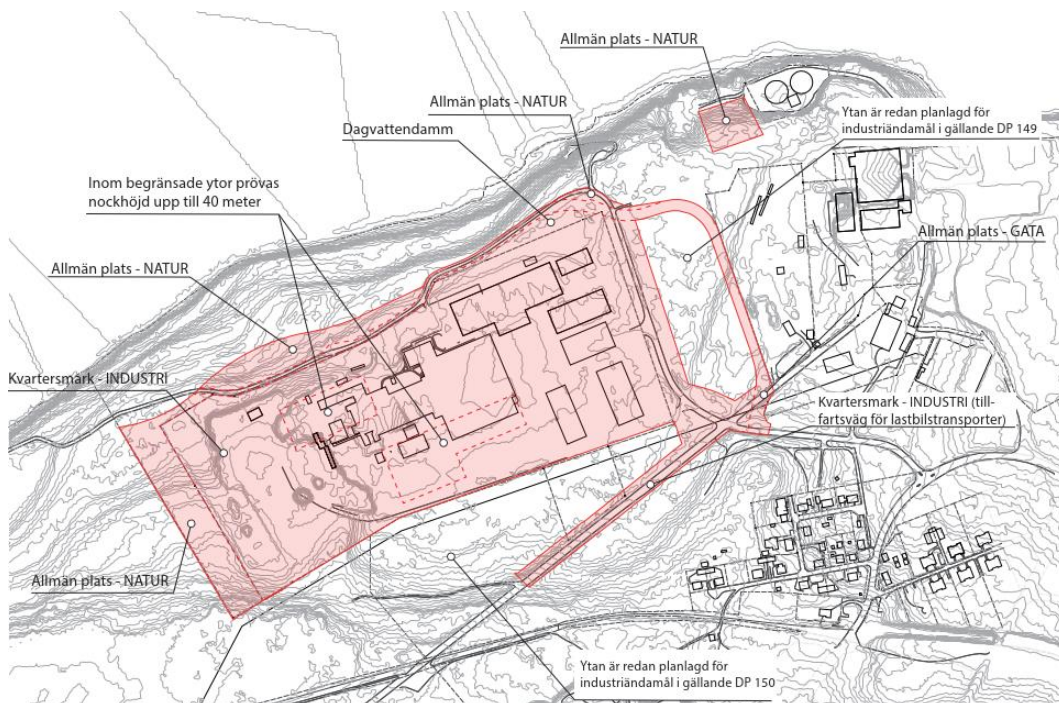 Allmän plats - NATUR
Allmän plats - NATUR
Ytan är redan planlagd för
industriändamål i gällande DP 149
Dagvattendamm
Inom begränsade ytor prövas
nockhöjd upp till 40 meter
Allmän plats - GATA
Allmän plats - NATUR
Kvartersmark - INDUSTRI
Kvartersmark - INDUSTRI (till-
fartsväg för lastbilstransporter)
Allmän plats - NATUR
Ytan är redan planlagd för
industriändamål i gällande DP 150